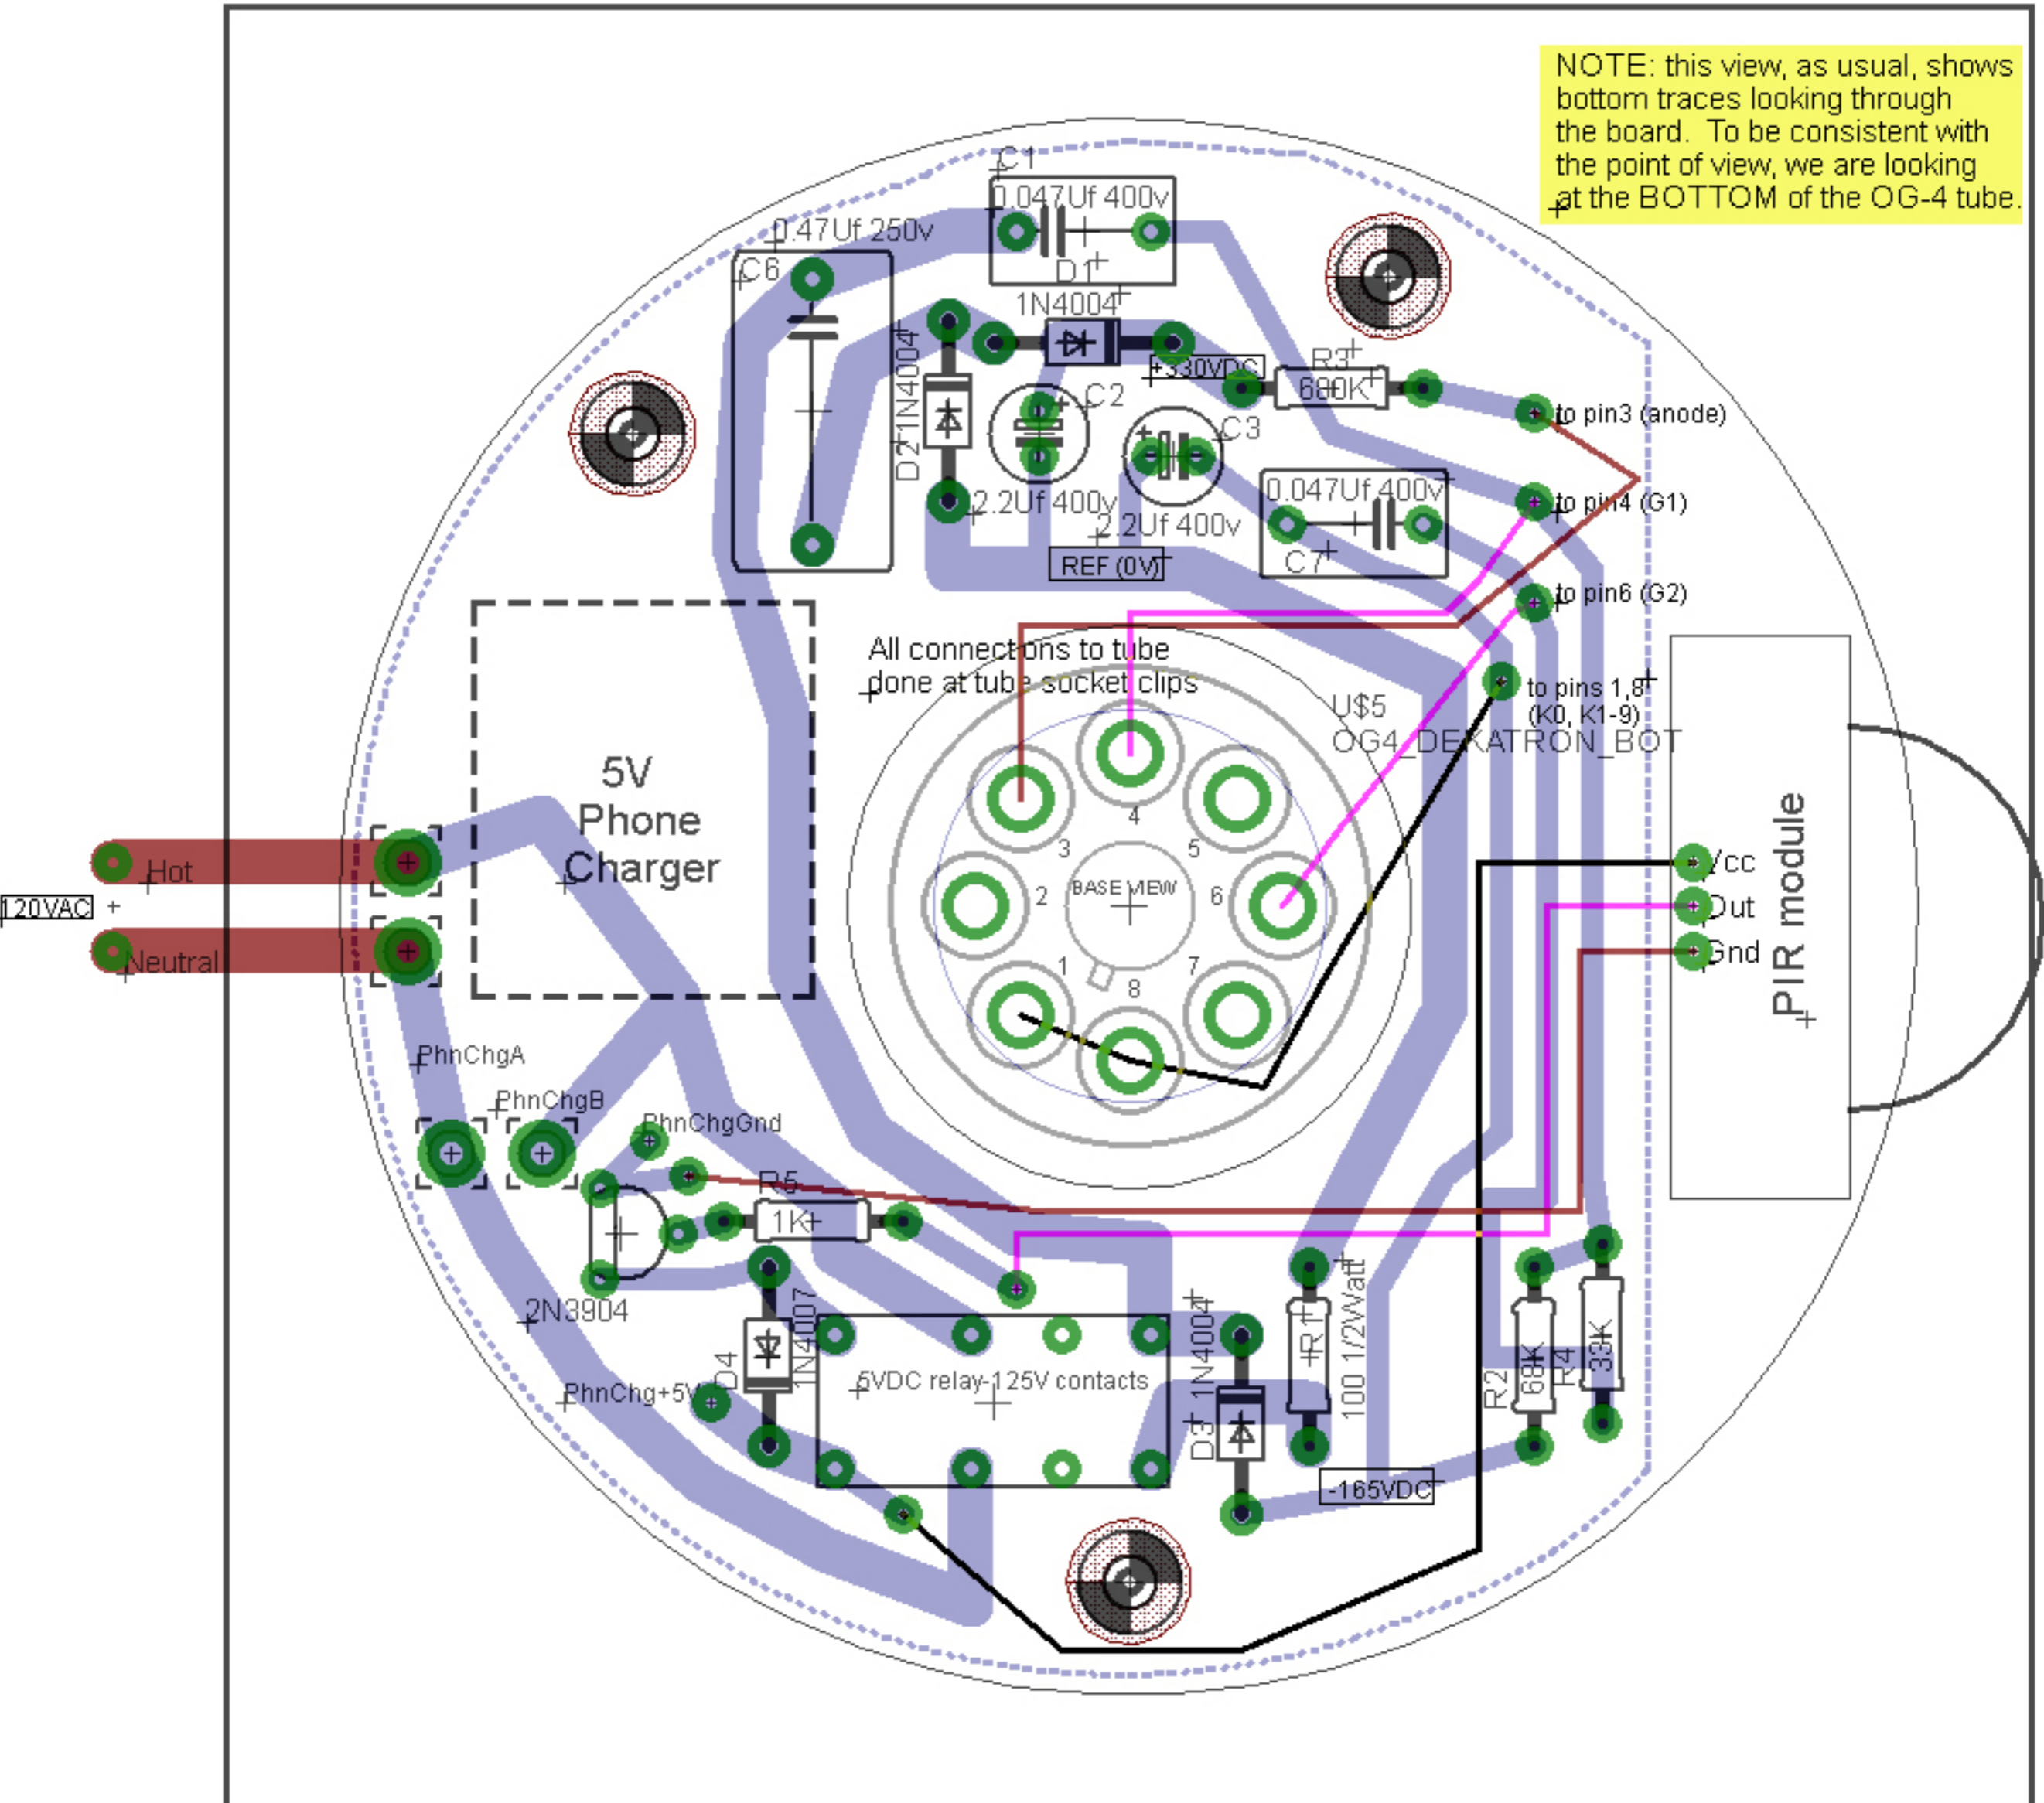 NOTE: this view, as usual, shows
bottom traces looking through
the board. To be consistent with
the point of view, we are looking
at the BOTTOM of the OG-4 tube.
C1
0.047Uf 400v
0.47Uf 250v
C6
D1
1N4004
+330VDC
R3
680K
C2
D2 1N4004
C3
to pin3 (anode)
2.2Uf 400v
2.2Uf 400v
0.047Uf 400v
C7
to pin4 (G1)
REF (0V)
to pin6 (G2)
All connections to tube
done at tube socket clips
to pins 1,8
(K0, K1-9)
U$5
OG4_DEKATRON_BOT
5V
Phone
Charger
4
3
5
BASE VIEW
2
6
1
7
8
Hot
120VAC
Neutral
Vcc
Out
Gnd
PIR module
PhnChgA
PhnChgB
PhnChgGnd
R5
1K
2N3904
D4
1N4007
PhnChg+5V
5VDC relay-125V contacts
D3 1N4004
R1
100 1/2Watt
R2
68K
R4
33K
-165VDC